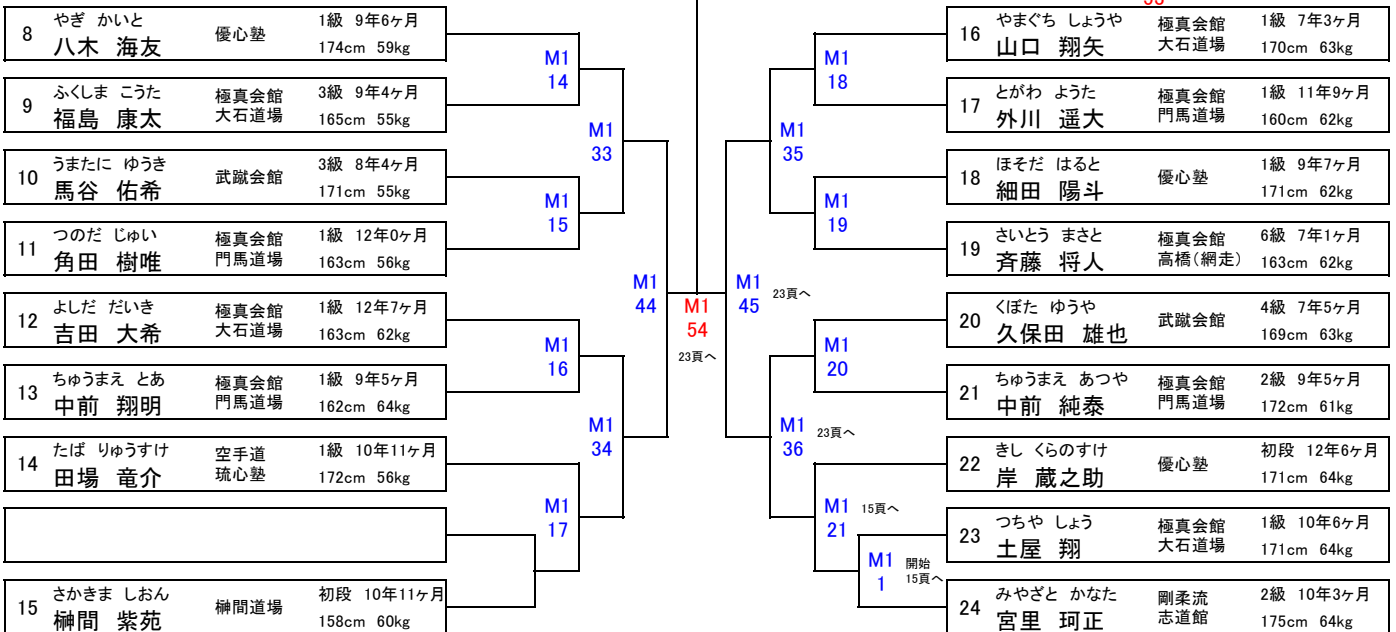 8
やぎ かいと
八木 海友
優心塾
1級 9年6ヶ月
174cm 59kg
9
ふくしま こうた
福島 康太
極真会館
大石道場
3級 9年4ヶ月
165cm 55kg
10
うまたに ゆうき
馬谷 佑希
武蹴会館
3級 8年4ヶ月
171cm 55kg
11
つのだ じゅい
角田 樹唯
極真会館
門馬道場
1級 12年0ヶ月
163cm 56kg
12
よしだ だいき
吉田 大希
極真会館
大石道場
1級 12年7ヶ月
163cm 62kg
13
ちゅうまえ とあ
中前 翔明
極真会館
門馬道場
1級 9年5ヶ月
162cm 64kg
14
たば りゅうすけ
田場 竜介
空手道
琉心塾
1級 10年11ヶ月
172cm 56kg
15
さかきま しおん
榊間 紫苑
榊間道場
初段 10年11ヶ月
158cm 60kg
M1
14
M1
15
M1
16
M1
17
M1
33
M1
34
M1
44
M1
54
23頁へ
M1
45
23頁へ
M1
35
M1
36
23頁へ
M1
18
M1
19
M1
20
M1
21
15頁へ
M1
1
開始
15頁へ
16
やまぐち しょうや
山口 翔矢
極真会館
大石道場
1級 7年3ヶ月
170cm 63kg
17
とがわ ようた
外川 遥大
極真会館
門馬道場
1級 11年9ヶ月
160cm 62kg
18
ほそだ はると
細田 陽斗
優心塾
1級 9年7ヶ月
171cm 62kg
19
さいとう まさと
斉藤 将人
極真会館
高橋(網走)
6級 7年1ヶ月
163cm 62kg
20
くぼた ゆうや
久保田 雄也
武蹴会館
4級 7年5ヶ月
169cm 63kg
21
ちゅうまえ あつや
中前 純泰
極真会館
門馬道場
2級 9年5ヶ月
172cm 61kg
22
きし くらのすけ
岸 蔵之助
優心塾
初段 12年6ヶ月
171cm 64kg
23
つちや しょう
土屋 翔
極真会館
大石道場
1級 10年6ヶ月
171cm 64kg
24
みやざと かなた
宮里 珂正
剛柔流
志道館
2級 10年3ヶ月
175cm 64kg